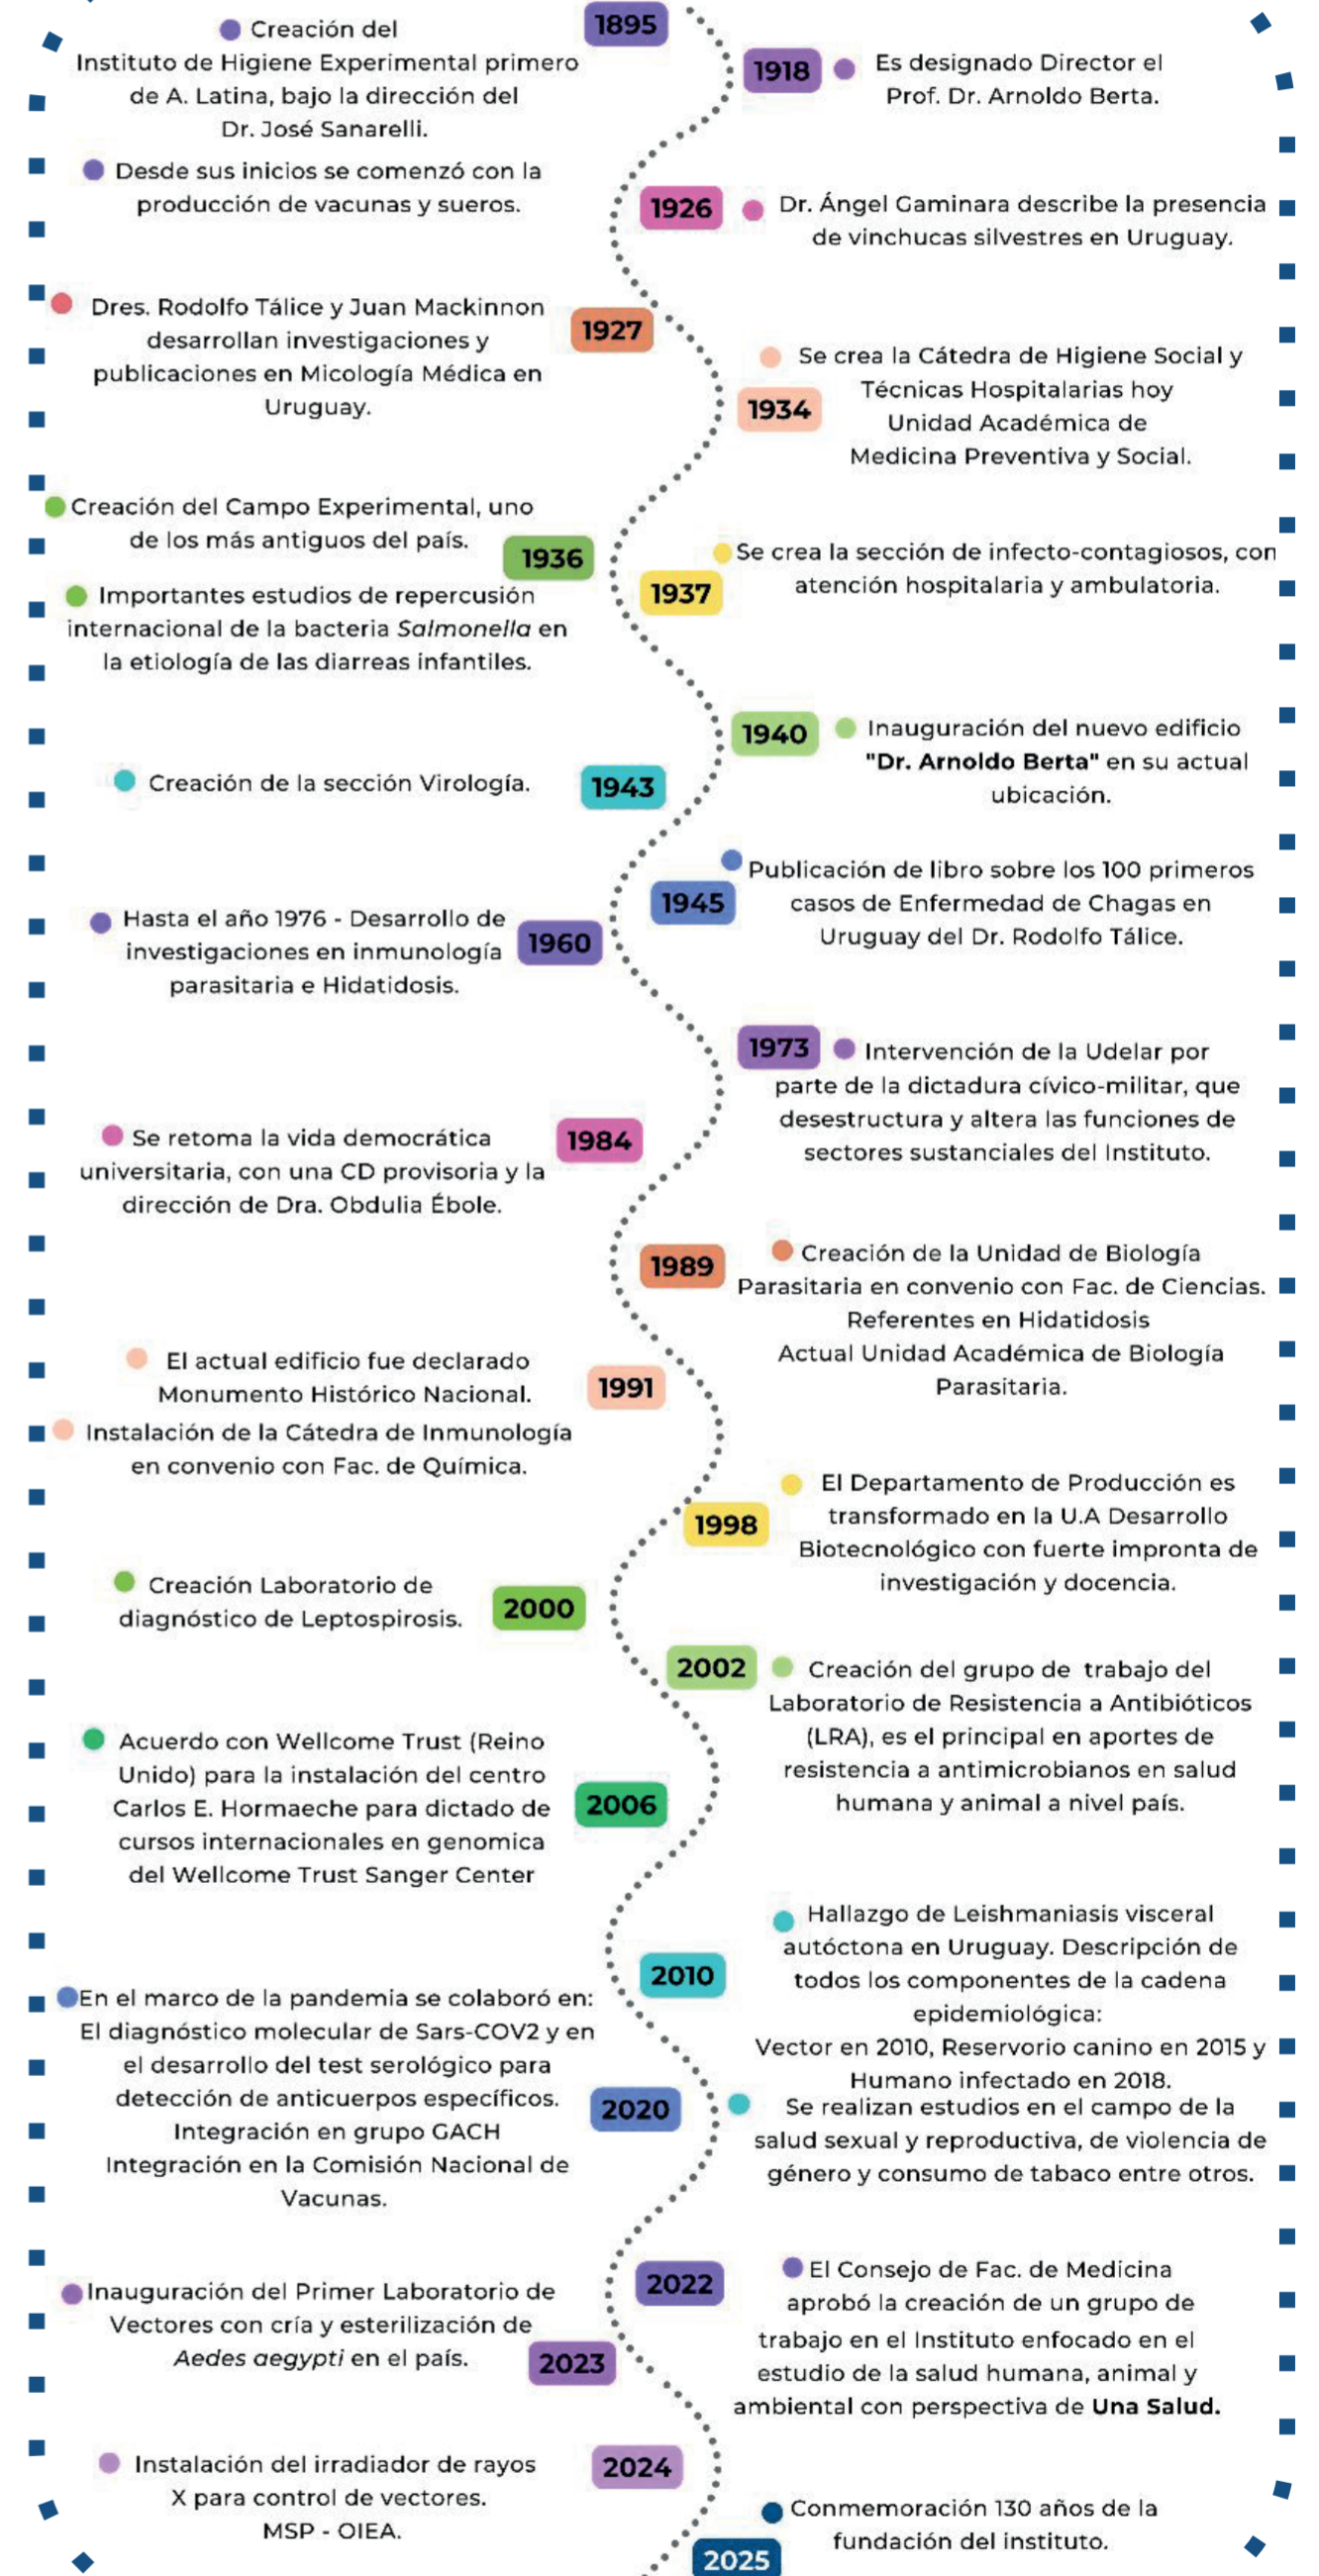 1895
Creación del
Instituto de Higiene Experimental primero
de A. Latina, bajo la dirección del
Dr. José Sanarelli.
Desde sus inicios se comenzó con la
producción de vacunas y sueros.
1918
Es designado Director el
Prof. Dr. Arnoldo Berta.
1926
Dr. Ángel Gaminara describe la presencia
de vinchucas silvestres en Uruguay.
1927
Dres. Rodolfo Tálice y Juan Mackinnon
desarrollan investigaciones y
publicaciones en Micología Médica en
Uruguay.
1934
Se crea la Cátedra de Higiene Social y
Técnicas Hospitalarias hoy
Unidad Académica de
Medicina Preventiva y Social.
1936
Creación del Campo Experimental, uno
de los más antiguos del país.
Importantes estudios de repercusión
internacional de la bacteria Salmonella en
la etiología de las diarreas infantiles.
1937
Se crea la sección de infecto-contagiosos, con
atención hospitalaria y ambulatoria.
1940
Inauguración del nuevo edificio
"Dr. Arnoldo Berta" en su actual
ubicación.
1943
Creación de la sección Virología.
1945
Publicación de libro sobre los 100 primeros
casos de Enfermedad de Chagas en
Uruguay del Dr. Rodolfo Tálice.
1960
Hasta el año 1976 - Desarrollo de
investigaciones en inmunología
parasitaria e Hidatidosis.
1973
Intervención de la Udelar por
parte de la dictadura cívico-militar, que
desestructura y altera las funciones de
sectores sustanciales del Instituto.
1984
Se retoma la vida democrática
universitaria, con una CD provisoria y la
dirección de Dra. Obdulia Ébole.
1989
Creación de la Unidad de Biología
Parasitaria en convenio con Fac. de Ciencias.
Referentes en Hidatidosis
Actual Unidad Académica de Biología
Parasitaria.
1991
El actual edificio fue declarado
Monumento Histórico Nacional.
Instalación de la Cátedra de Inmunología
en convenio con Fac. de Química.
1998
El Departamento de Producción es
transformado en la U.A Desarrollo
Biotecnológico con fuerte impronta de
investigación y docencia.
2000
Creación Laboratorio de
diagnóstico de Leptospirosis.
2002
Creación del grupo de trabajo del
Laboratorio de Resistencia a Antibióticos
(LRA), es el principal en aportes de
resistencia a antimicrobianos en salud
humana y animal a nivel país.
2006
Acuerdo con Wellcome Trust (Reino
Unido) para la instalación del centro
Carlos E. Hormaeche para dictado de
cursos internacionales en genomica
del Wellcome Trust Sanger Center
2010
Hallazgo de Leishmaniasis visceral
autóctona en Uruguay. Descripción de
todos los componentes de la cadena
epidemiológica:
Vector en 2010, Reservorio canino en 2015 y
Humano infectado en 2018.
Se realizan estudios en el campo de la
salud sexual y reproductiva, de violencia de
género y consumo de tabaco entre otros.
2020
En el marco de la pandemia se colaboró en:
El diagnóstico molecular de Sars-COV2 y en
el desarrollo del test serológico para
detección de anticuerpos específicos.
Integración en grupo GACH
Integración en la Comisión Nacional de
Vacunas.
2022
El Consejo de Fac. de Medicina
aprobó la creación de un grupo de
trabajo en el Instituto enfocado en el
estudio de la salud humana, animal y
ambiental con perspectiva de Una Salud.
2023
Inauguración del Primer Laboratorio de
Vectores con cría y esterilización de
Aedes aegypti en el país.
2024
Instalación del irradiador de rayos
X para control de vectores.
MSP - OIEA.
2025
Conmemoración 130 años de la
fundación del instituto.